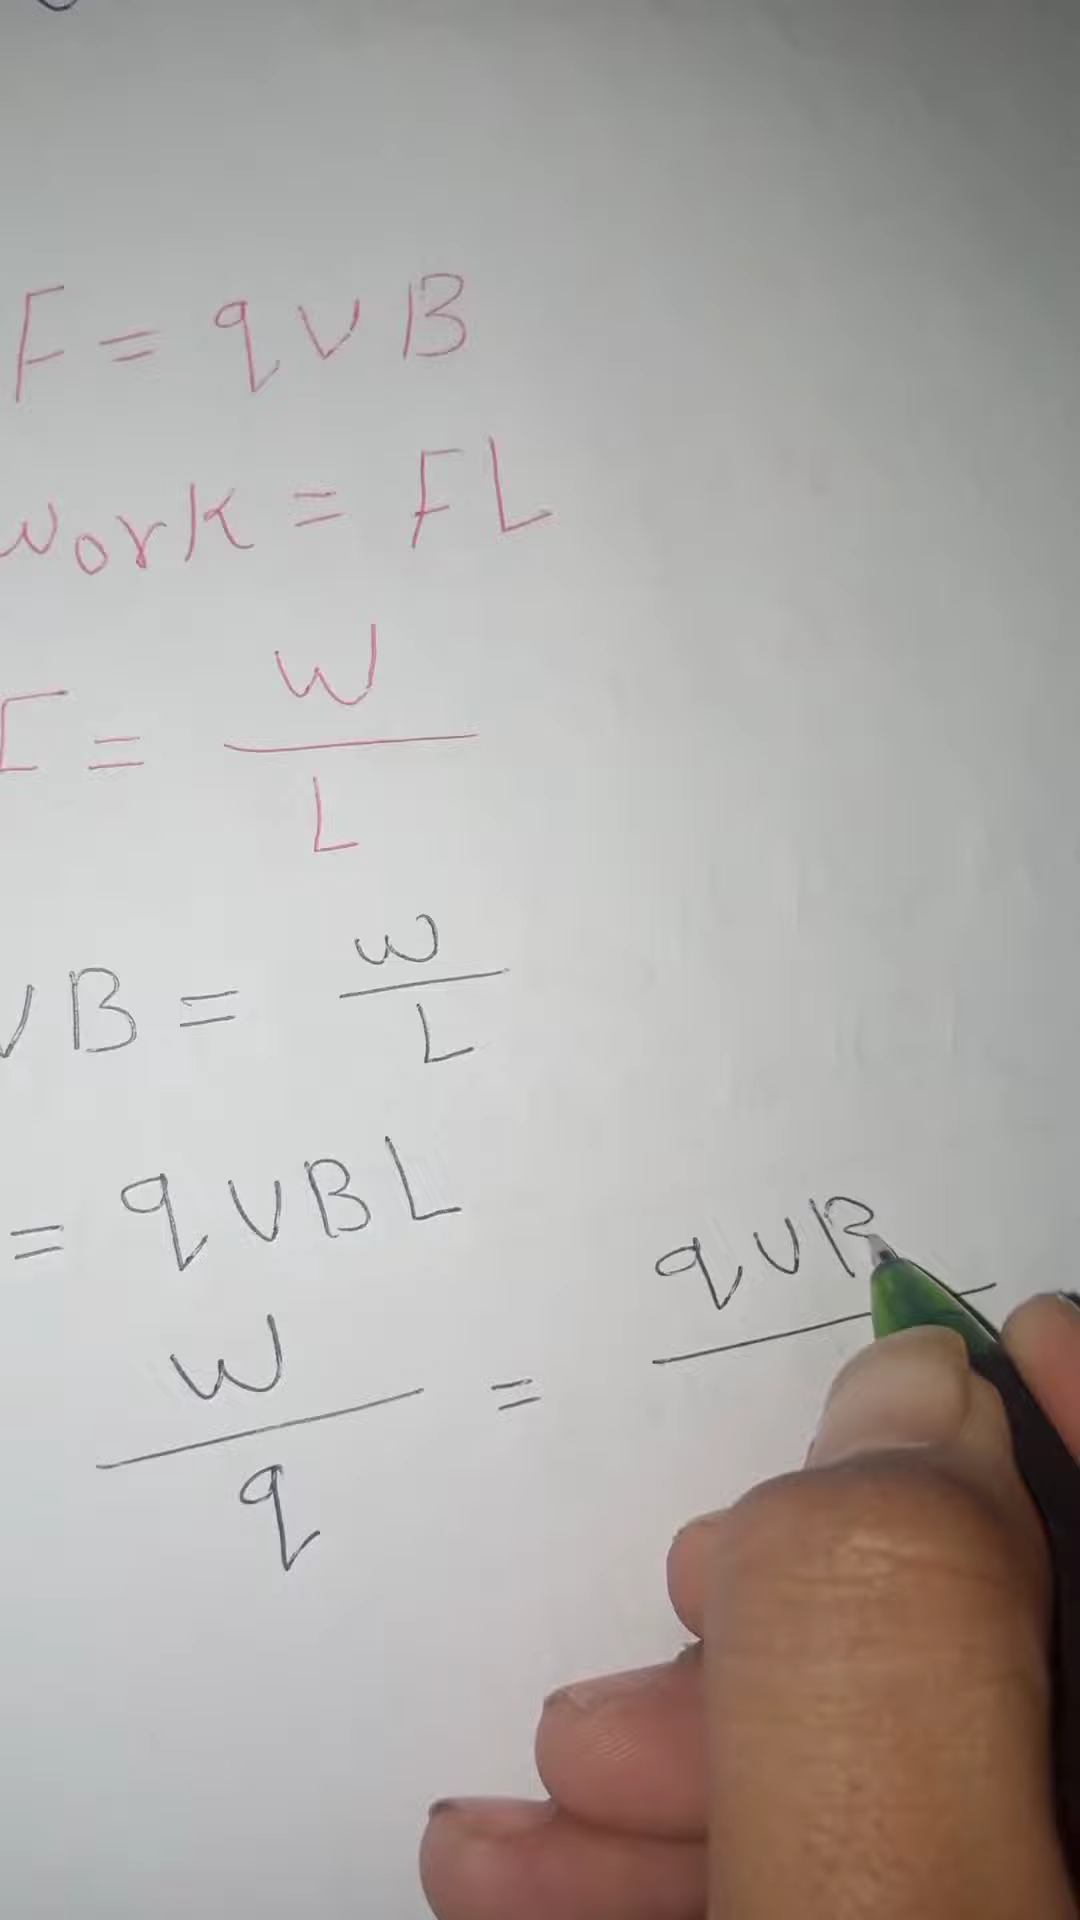 F = qvB
work = FL
F = W
L
vB = w
L
= qvBL
W = qvB
q